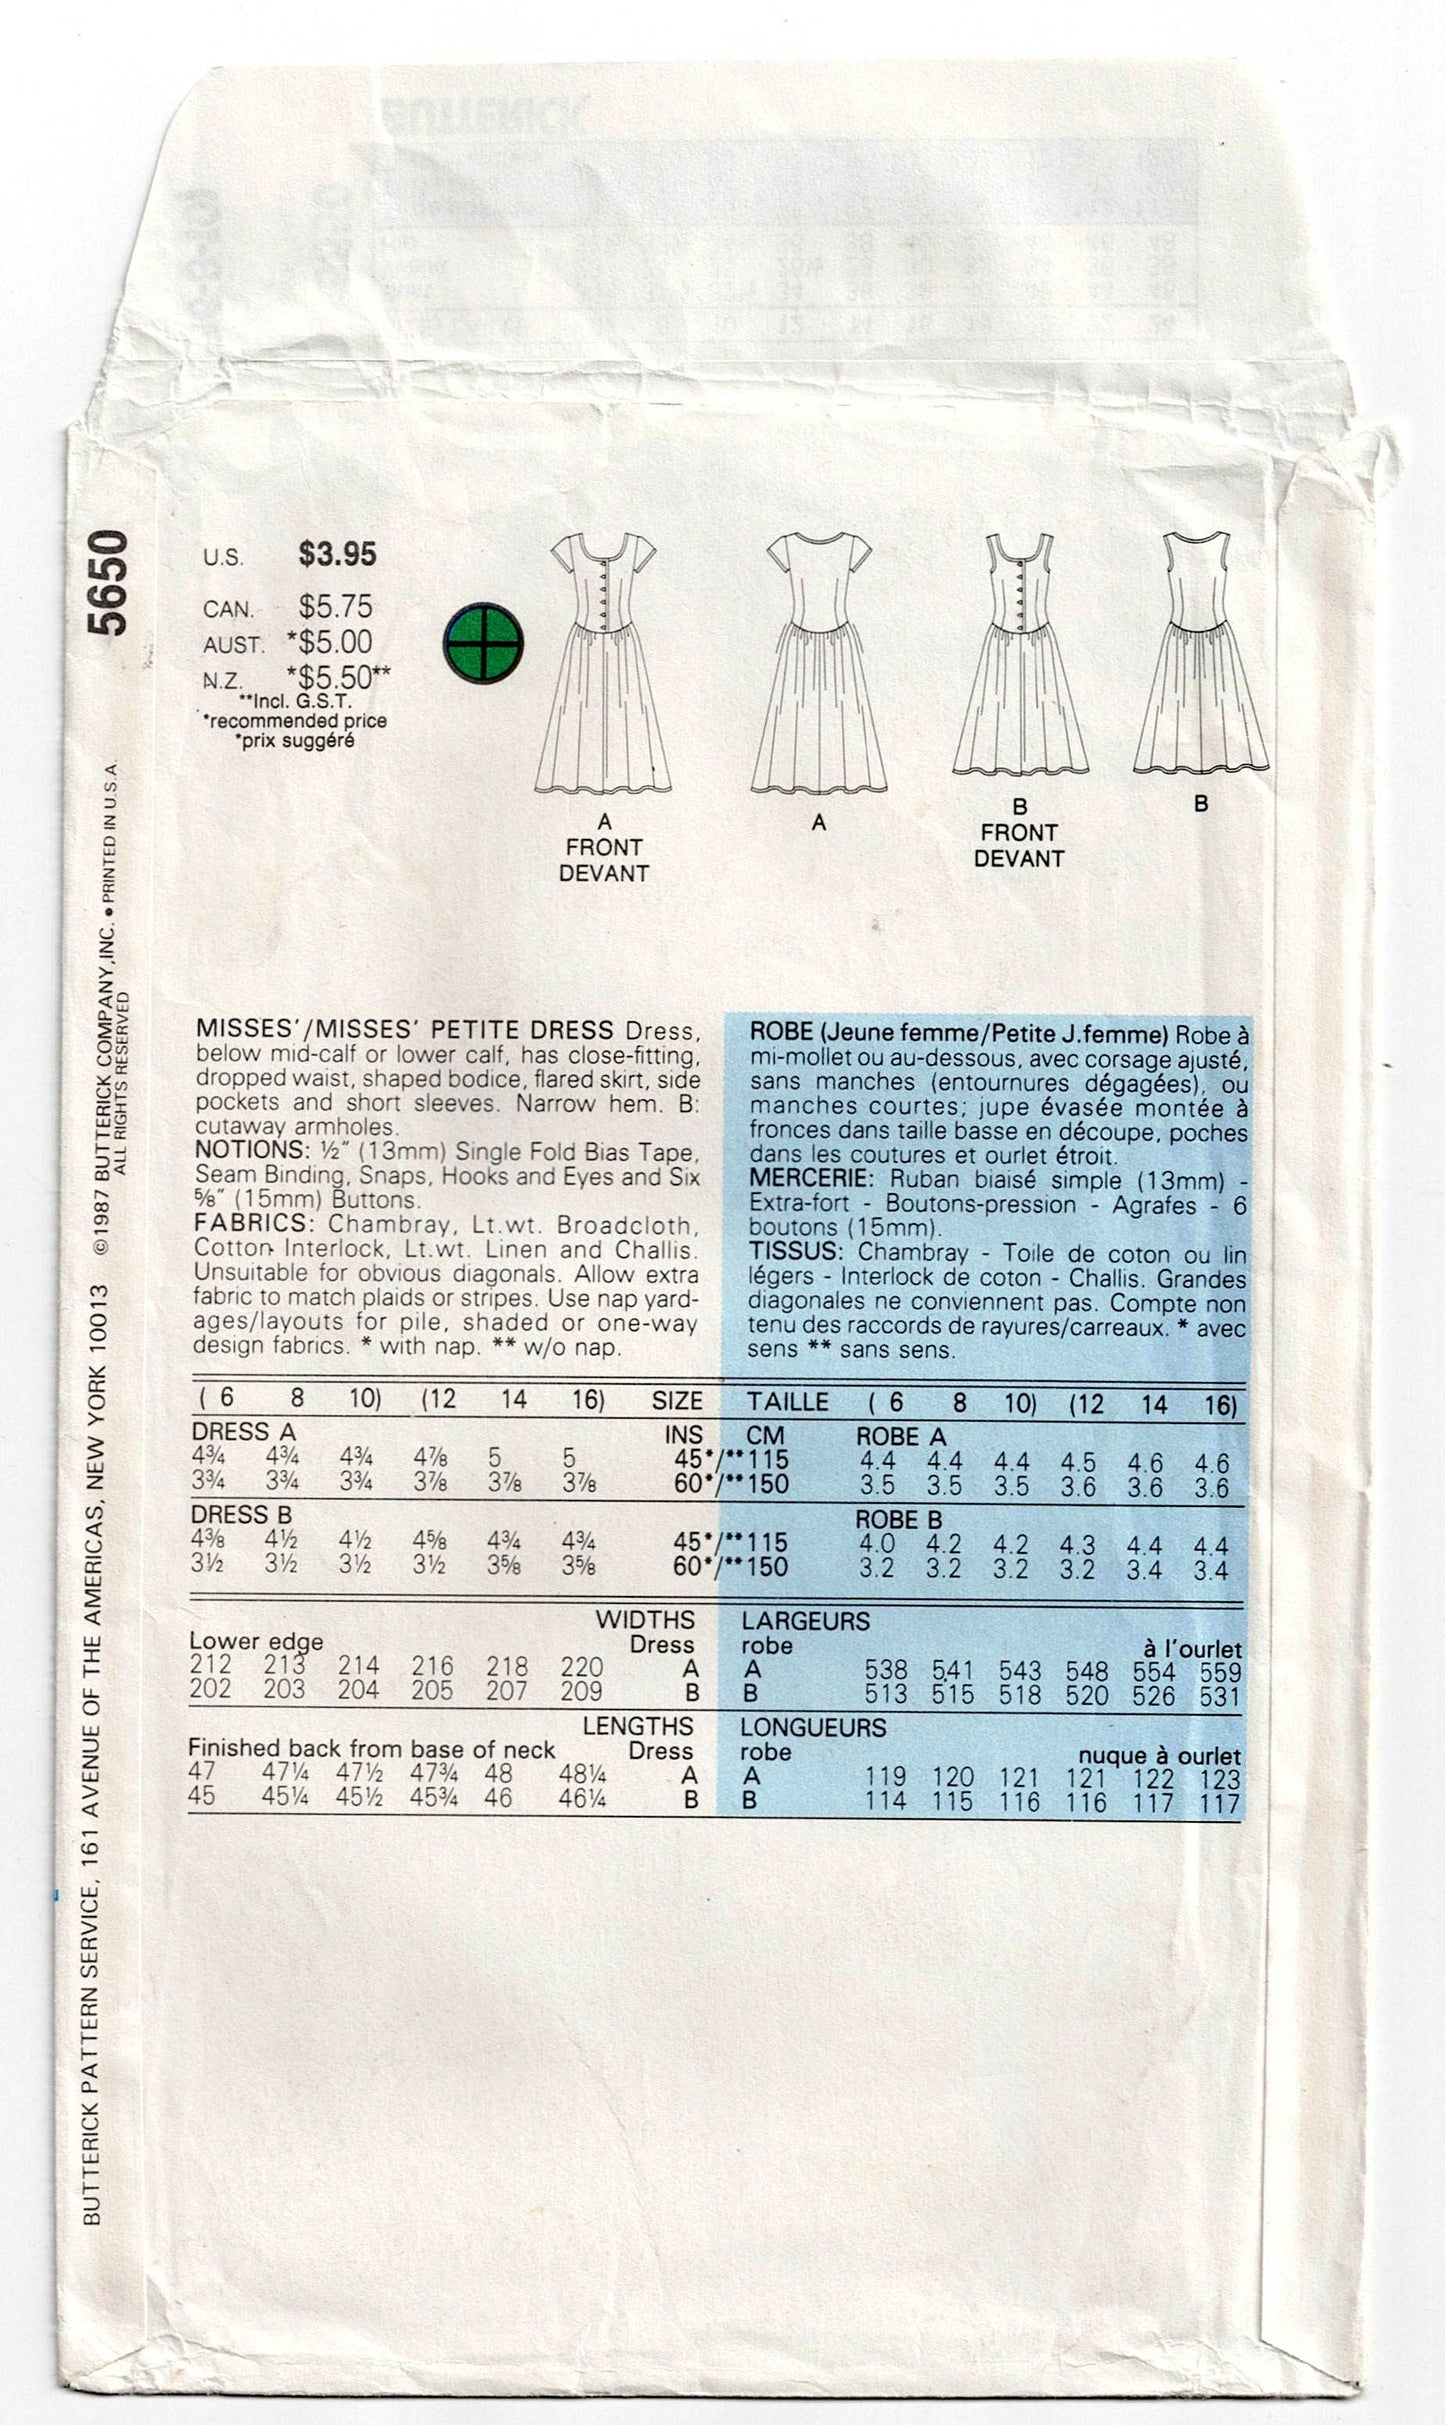 5650
©1987 BUTTERICK COMPANY, INC. • PRINTED IN U.S.A.
ALL RIGHTS RESERVED
BUTTERICK PATTERN SERVICE, 161 AVENUE OF THE AMERICAS, NEW YORK 10013
U.S. $3.95
CAN. $5.75
AUST. *$5.00
N.Z. *$5.50**
**Incl. G.S.T.
*recommended price
*prix suggéré
A
FRONT
DEVANT
A
B
FRONT
DEVANT
B
MISSES'/MISSES' PETITE DRESS Dress,
below mid-calf or lower calf, has close-fitting,
dropped waist, shaped bodice, flared skirt, side
pockets and short sleeves. Narrow hem. B:
cutaway armholes.
NOTIONS: ½" (13mm) Single Fold Bias Tape,
Seam Binding, Snaps, Hooks and Eyes and Six
⅝" (15mm) Buttons.
FABRICS: Chambray, Lt.wt. Broadcloth,
Cotton Interlock, Lt.wt. Linen and Challis.
Unsuitable for obvious diagonals. Allow extra
fabric to match plaids or stripes. Use nap yard-
ages/layouts for pile, shaded or one-way
design fabrics. * with nap. ** w/o nap.
ROBE (Jeune femme/Petite J.femme) Robe à
mi-mollet ou au-dessous, avec corsage ajusté,
sans manches (entournures dégagées), ou
manches courtes; jupe évasée montée à
fronces dans taille basse en découpe, poches
dans les coutures et ourlet étroit.
MERCERIE: Ruban biaisé simple (13mm) -
Extra-fort - Boutons-pression - Agrafes - 6
boutons (15mm).
TISSUS: Chambray - Toile de coton ou lin
légers - Interlock de coton - Challis. Grandes
diagonales ne conviennent pas. Compte non
tenu des raccords de rayures/carreaux. * avec
sens ** sans sens.
( 6 8 10) (12 14 16) SIZE TAILLE ( 6 8 10) (12 14 16)
DRESS A INS CM ROBE A
4¾ 4¾ 4¾ 4⅞ 5 5 45*/**115 4.4 4.4 4.4 4.5 4.6 4.6
3¾ 3¾ 3¾ 3⅞ 3⅞ 3⅞ 60*/**150 3.5 3.5 3.5 3.6 3.6 3.6
DRESS B ROBE B
4⅜ 4½ 4½ 4⅝ 4¾ 4¾ 45*/**115 4.0 4.2 4.2 4.3 4.4 4.4
3½ 3½ 3½ 3½ 3⅝ 3⅝ 60*/**150 3.2 3.2 3.2 3.2 3.4 3.4
WIDTHS LARGEURS
Lower edge Dress robe à l'ourlet
212 213 214 216 218 220 A A 538 541 543 548 554 559
202 203 204 205 207 209 B B 513 515 518 520 526 531
LENGTHS LONGUEURS
Finished back from base of neck Dress robe nuque à ourlet
47 47¼ 47½ 47¾ 48 48¼ A A 119 120 121 121 122 123
45 45¼ 45½ 45¾ 46 46¼ B B 114 115 116 116 117 117